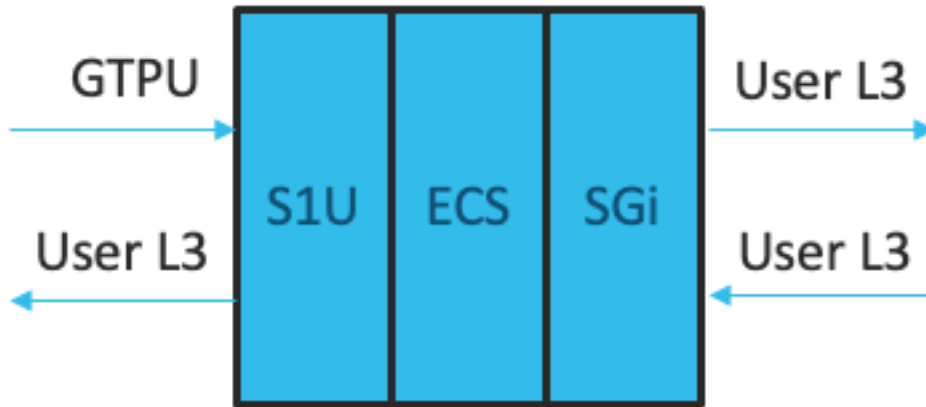 GTPU
User L3
S1U
ECS
SGi
User L3
User L3